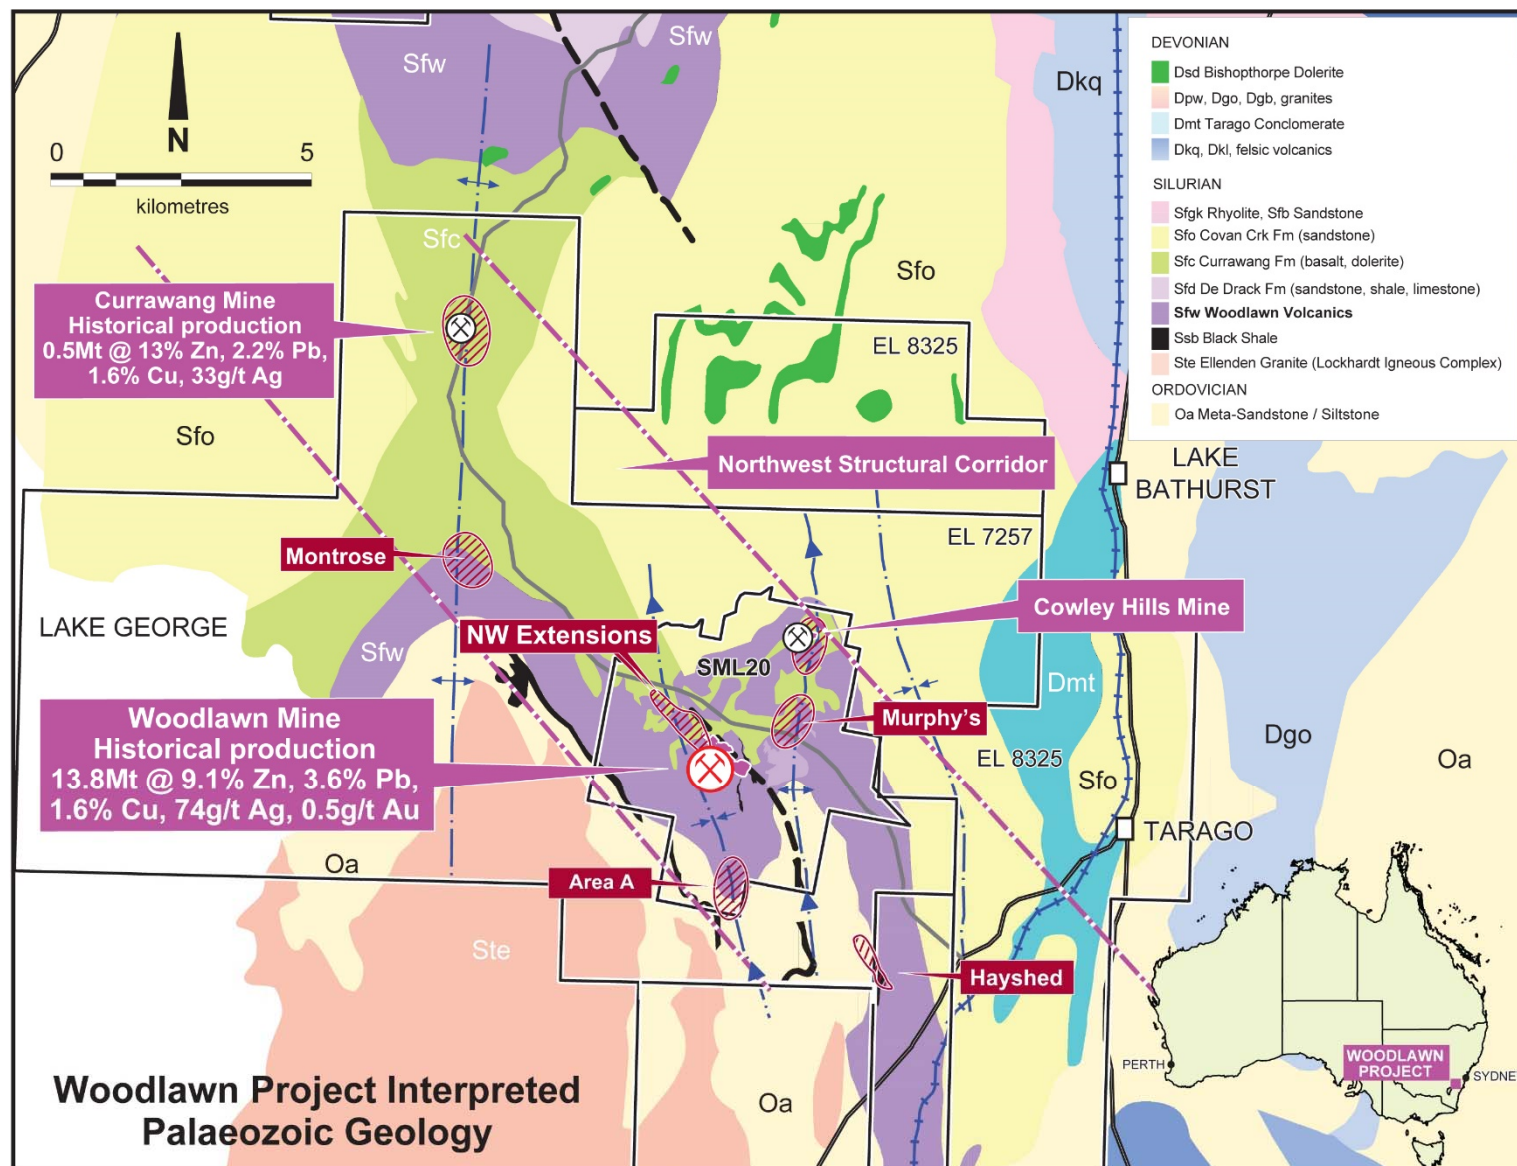 Sfw
Sfw
Dkq
N
0 5
kilometres
DEVONIAN
Dsd Bishopthorpe Dolerite
Dpw, Dgo, Dgb, granites
Dmt Tarago Conclomerate
Dkq, Dkl, felsic volcanics
SILURIAN
Sfgk Rhyolite, Sfb Sandstone
Sfo Covan Crk Fm (sandstone)
Sfc Currawang Fm (basalt, dolerite)
Sfd De Drack Fm (sandstone, shale, limestone)
Sfw Woodlawn Volcanics
Ssb Black Shale
Ste Ellenden Granite (Lockhardt Igneous Complex)
ORDOVICIAN
Oa Meta-Sandstone / Siltstone
Sfc
Sfo
Currawang Mine
Historical production
0.5Mt @ 13% Zn, 2.2% Pb,
1.6% Cu, 33g/t Ag
EL 8325
Sfo
Northwest Structural Corridor
LAKE
BATHURST
EL 7257
Montrose
Cowley Hills Mine
LAKE GEORGE
NW Extensions
Sfw
SML20
Dmt
Murphy's
Woodlawn Mine
Historical production
13.8Mt @ 9.1% Zn, 3.6% Pb,
1.6% Cu, 74g/t Ag, 0.5g/t Au
Dgo
EL 8325
Oa
Sfo
TARAGO
Oa
Area A
Ste
Hayshed
PERTH
WOODLAWN
PROJECT
SYDNEY
Oa
Woodlawn Project Interpreted
Palaeozoic Geology